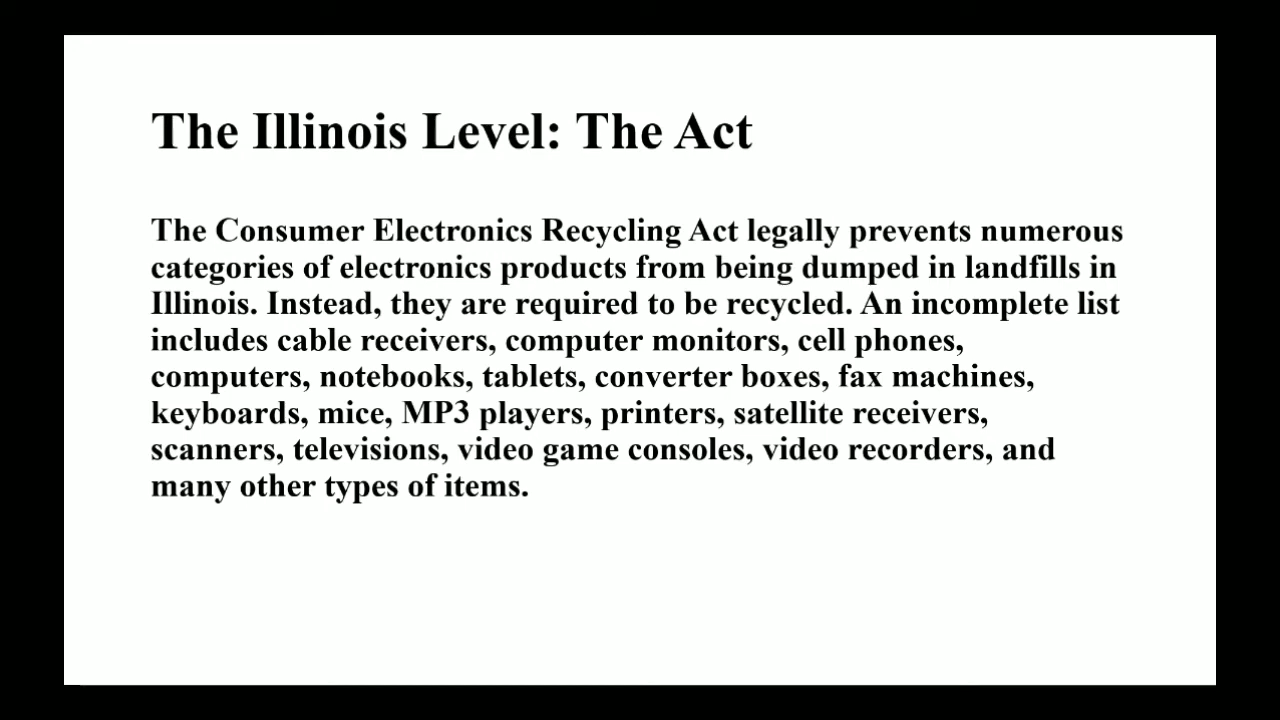 The Illinois Level: The Act
The Consumer Electronics Recycling Act legally prevents numerous
categories of electronics products from being dumped in landfills in
Illinois. Instead, they are required to be recycled. An incomplete list
includes cable receivers, computer monitors, cell phones,
computers, notebooks, tablets, converter boxes, fax machines,
keyboards, mice, MP3 players, printers, satellite receivers,
scanners, televisions, video game consoles, video recorders, and
many other types of items.